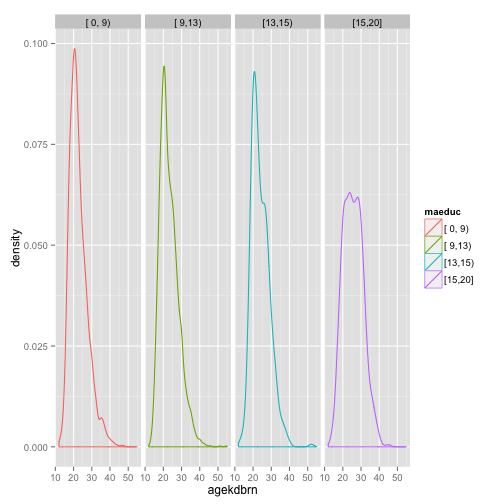 [ 0, 9)
[ 9,13)
[13,15)
[15,20]
0.100
0.075
0.050
0.025
0.000
density
10 20 30 40 50
10 20 30 40 50
10 20 30 40 50
10 20 30 40 50
agekdbrn
maeduc
[ 0, 9)
[ 9,13)
[13,15)
[15,20]